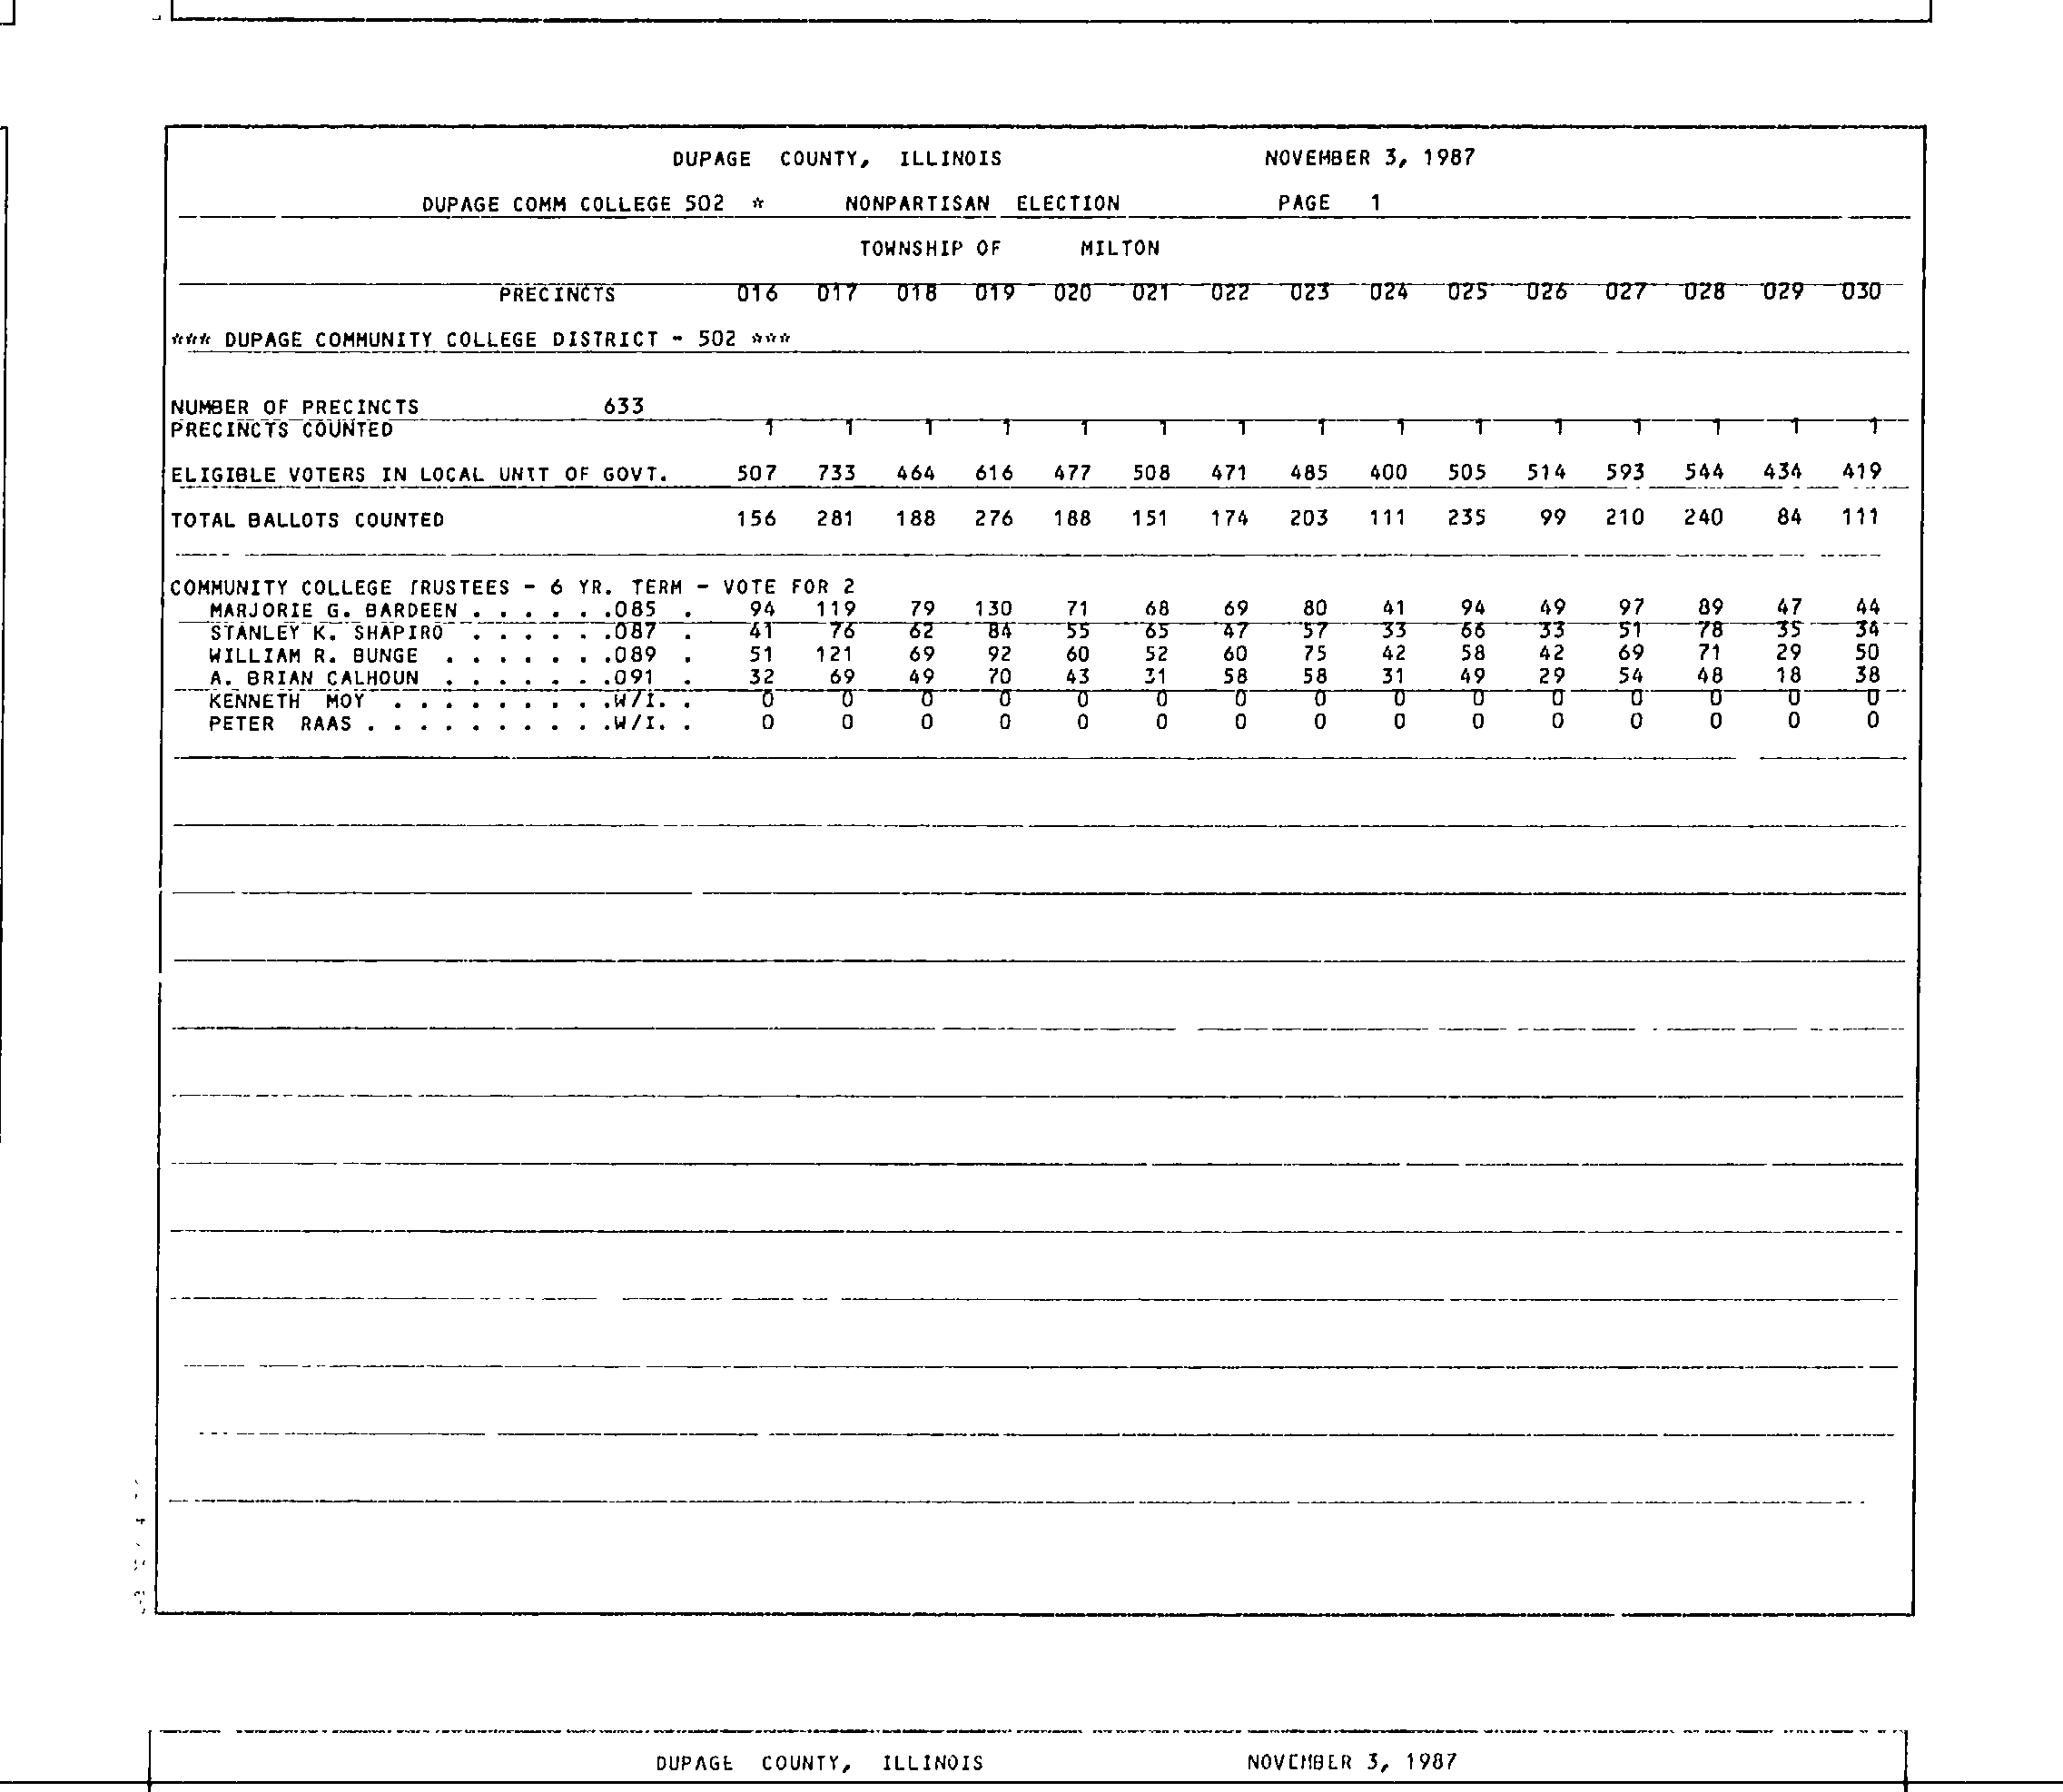 DUPAGE COUNTY, ILLINOIS NOVEMBER 3, 1987
DUPAGE COMM COLLEGE 502 * NONPARTISAN ELECTION PAGE 1
TOWNSHIP OF MILTON
PRECINCTS 016 017 018 019 020 021 022 023 024 025 026 027 028 029 030
*** DUPAGE COMMUNITY COLLEGE DISTRICT - 502 ***
NUMBER OF PRECINCTS 633
PRECINCTS COUNTED 1 1 1 1 1 1 1 1 1 1 1 1 1 1 1
ELIGIBLE VOTERS IN LOCAL UNIT OF GOVT. 507 733 464 616 477 508 471 485 400 505 514 593 544 434 419
TOTAL BALLOTS COUNTED 156 281 188 276 188 151 174 203 111 235 99 210 240 84 111
COMMUNITY COLLEGE TRUSTEES - 6 YR. TERM - VOTE FOR 2
MARJORIE G. BARDEEN . . . . . .085 . 94 119 79 130 71 68 69 80 41 94 49 97 89 47 44
STANLEY K. SHAPIRO . . . . . .087 . 41 76 62 84 55 65 47 57 33 66 33 51 78 35 34
WILLIAM R. BUNGE . . . . . . .089 . 51 121 69 92 60 52 60 75 42 58 42 69 71 29 50
A. BRIAN CALHOUN . . . . . . .091 . 32 69 49 70 43 31 58 58 31 49 29 54 48 18 38
KENNETH MOY . . . . . . . . .W/I. . 0 0 0 0 0 0 0 0 0 0 0 0 0 0 0
PETER RAAS . . . . . . . . . .W/I. . 0 0 0 0 0 0 0 0 0 0 0 0 0 0 0
DUPAGE COUNTY, ILLINOIS NOVEMBER 3, 1987